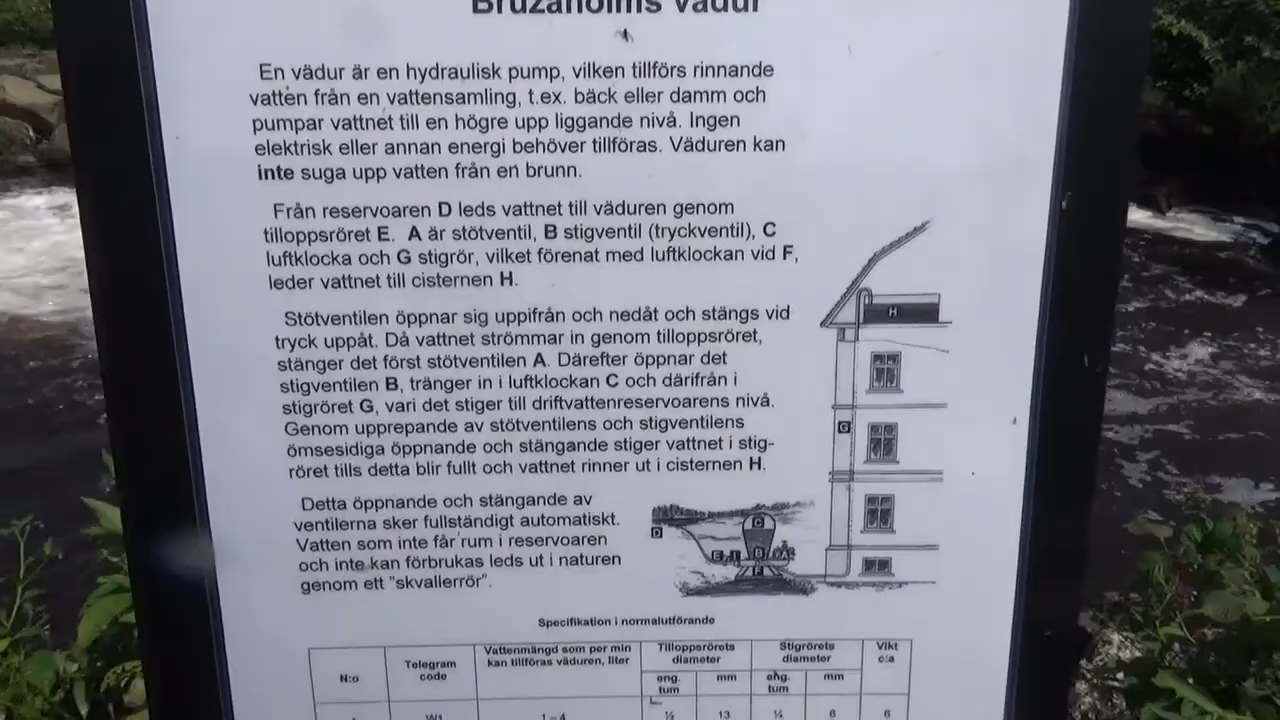 Bruzaholms vädur
En vädur är en hydraulisk pump, vilken tillförs rinnande
vatten från en vattensamling, t.ex. bäck eller damm och
pumpar vattnet till en högre upp liggande nivå. Ingen
elektrisk eller annan energi behöver tillföras. Väduren kan
inte suga upp vatten från en brunn.
Från reservoaren D leds vattnet till väduren genom
tilloppsröret E. A är stötventil, B stigventil (tryckventil), C
luftklocka och G stigrör, vilket förenat med luftklockan vid F,
leder vattnet till cisternen H.
Stötventilen öppnar sig uppifrån och nedåt och stängs vid
tryck uppåt. Då vattnet strömmar in genom tilloppsröret,
stänger det först stötventilen A. Därefter öppnar det
stigventilen B, tränger in i luftklockan C och därifrån i
stigröret G, vari det stiger till driftvattenreservoarens nivå.
Genom upprepande av stötventilens och stigventilens
ömsesidiga öppnande och stängande stiger vattnet i stig-
röret tills detta blir fullt och vattnet rinner ut i cisternen H.
Detta öppnande och stängande av
ventilerna sker fullständigt automatiskt.
Vatten som inte får rum i reservoaren
och inte kan förbrukas leds ut i naturen
genom ett "skvallerrör".
H
G
C
D
E
B
A
F
Specifikation i normalutförande
N:o
Telegram
code
Vattenmängd som per min
kan tillföras väduren, liter
Tilloppsrörets
diameter
Stigrörets
diameter
Vikt
c:a
eng.
tum
mm
eng.
tum
mm
1 – 4
½
13
¼
6
6